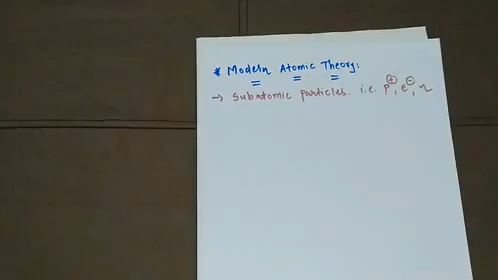 * Modern Atomic Theory:
→ Subatomic particles. i.e. p⊕, e⊖, n